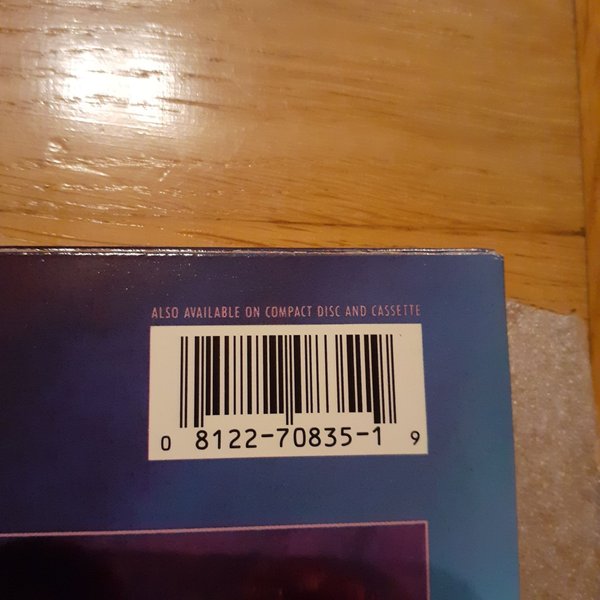 ALSO AVAILABLE ON COMPACT DISC AND CASSETTE
0 8122-70835-1 9